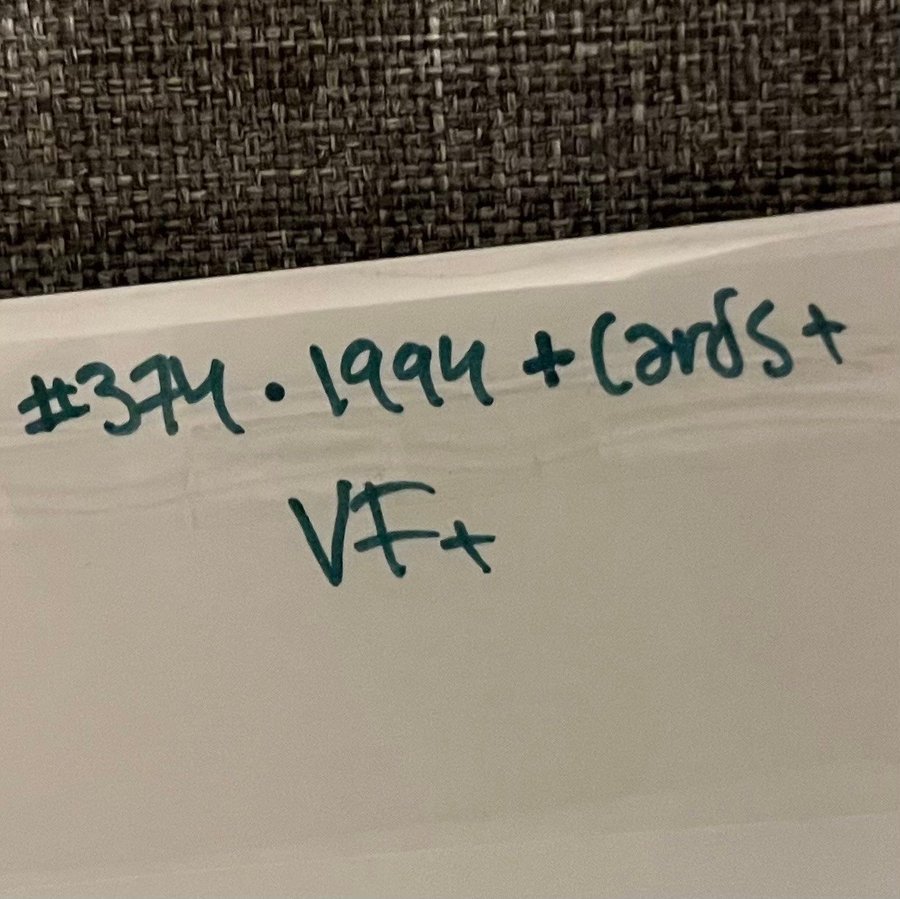 #374 • 1994 + Cards +
VF+